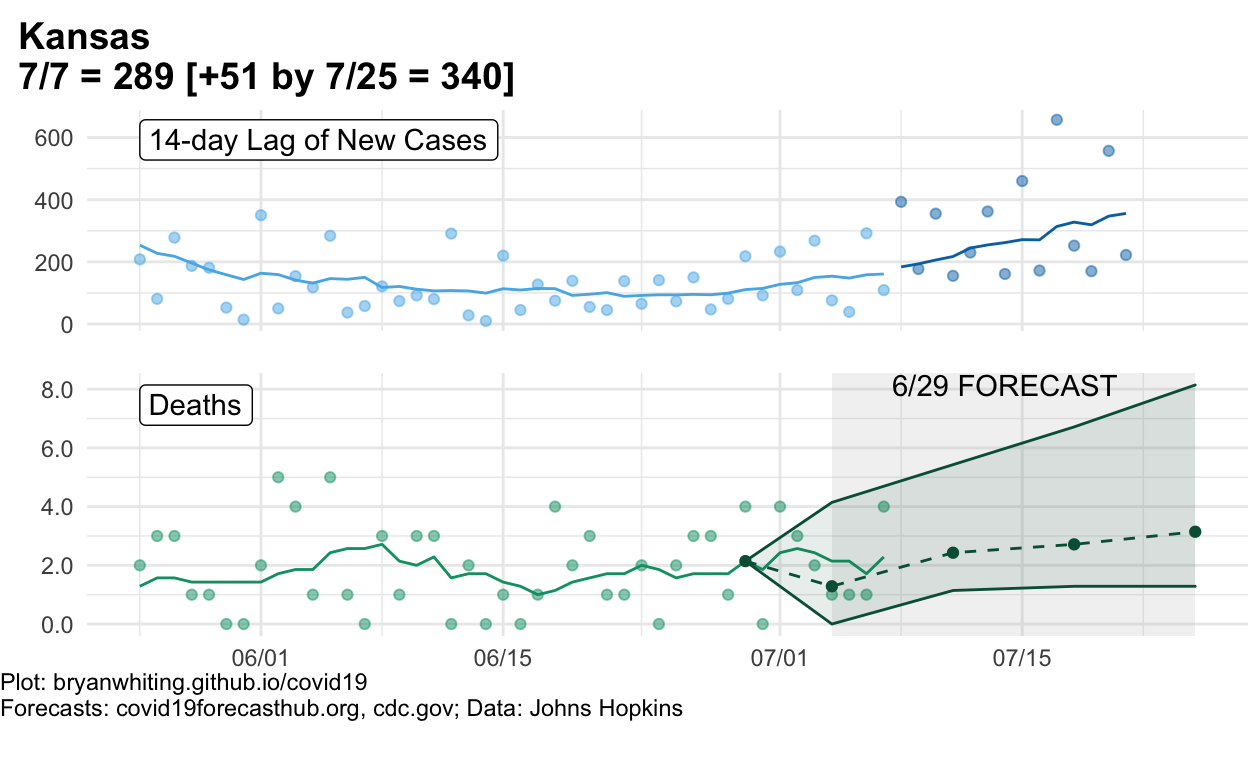 Kansas
7/7 = 289 [+51 by 7/25 = 340]
14-day Lag of New Cases
600
400
200
0
Deaths
6/29 FORECAST
8.0
6.0
4.0
2.0
0.0
06/01
06/15
07/01
07/15
Plot: bryanwhiting.github.io/covid19
Forecasts: covid19forecasthub.org, cdc.gov; Data: Johns Hopkins